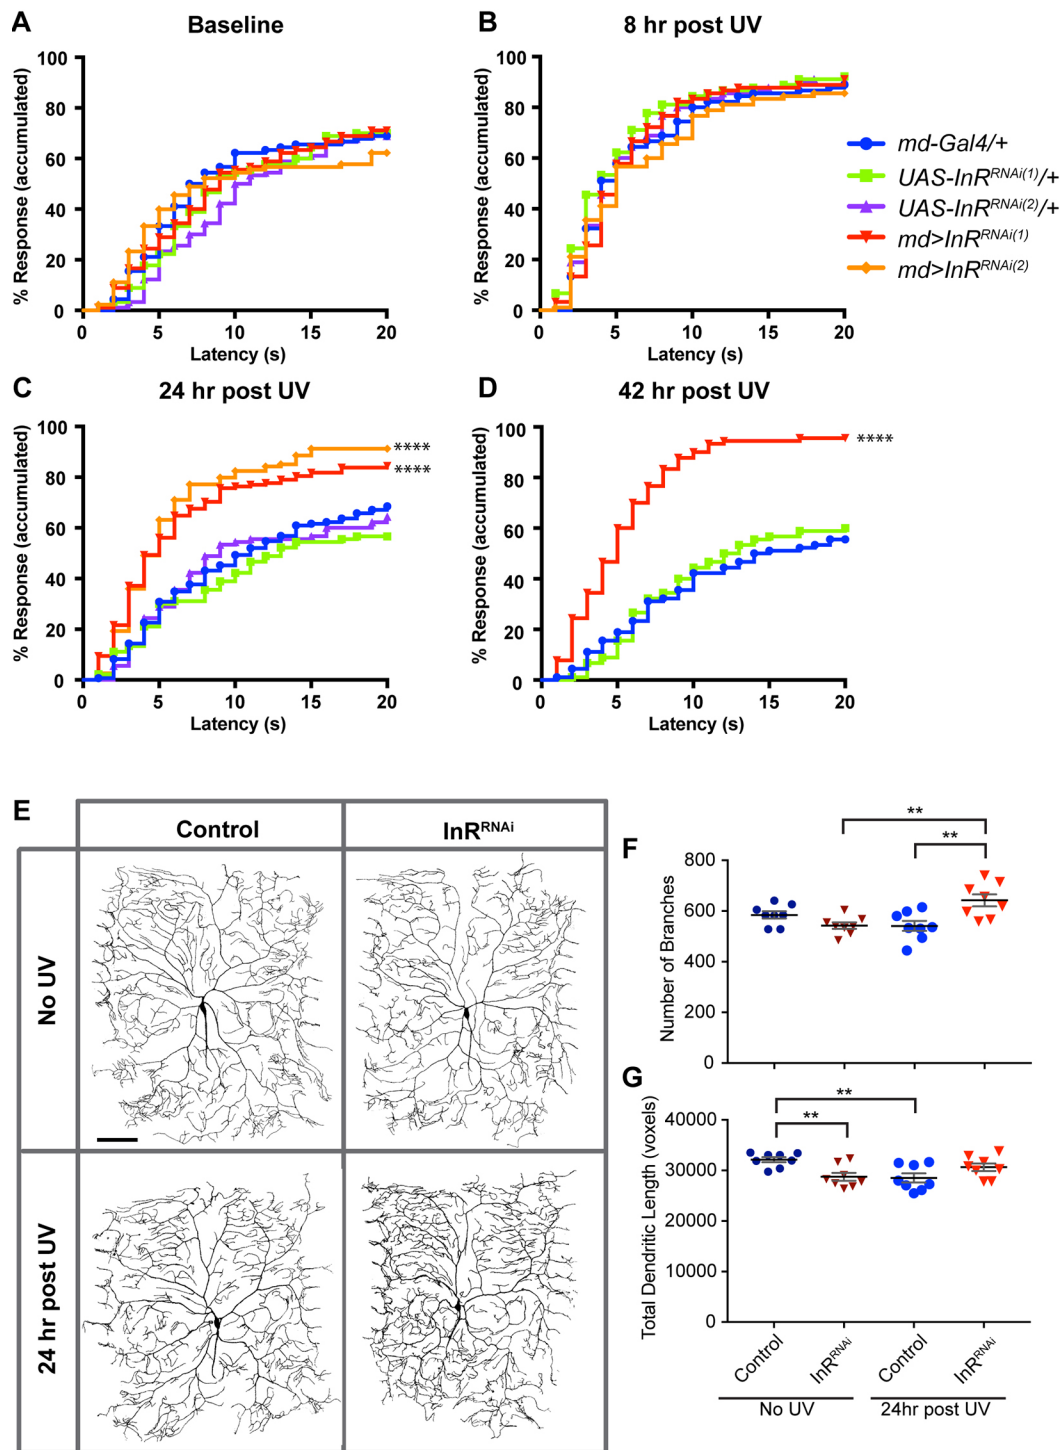 A
Baseline
% Response (accumulated)
100
80
60
40
20
0
0 5 10 15 20
Latency (s)
B
8 hr post UV
% Response (accumulated)
100
80
60
40
20
0
0 5 10 15 20
Latency (s)
md-Gal4/+
UAS-InR^RNAi(1)/+
UAS-InR^RNAi(2)/+
md>InR^RNAi(1)
md>InR^RNAi(2)
C
24 hr post UV
% Response (accumulated)
100
80
60
40
20
0
0 5 10 15 20
Latency (s)
****
****
D
42 hr post UV
% Response (accumulated)
100
80
60
40
20
0
0 5 10 15 20
Latency (s)
****
E
Control
InR^RNAi
No UV
24 hr post UV
F
Number of Branches
800
600
400
200
0
**
**
G
Total Dendritic Length (voxels)
40000
30000
20000
10000
0
**
**
Control
InR^RNAi
Control
InR^RNAi
No UV
24hr post UV